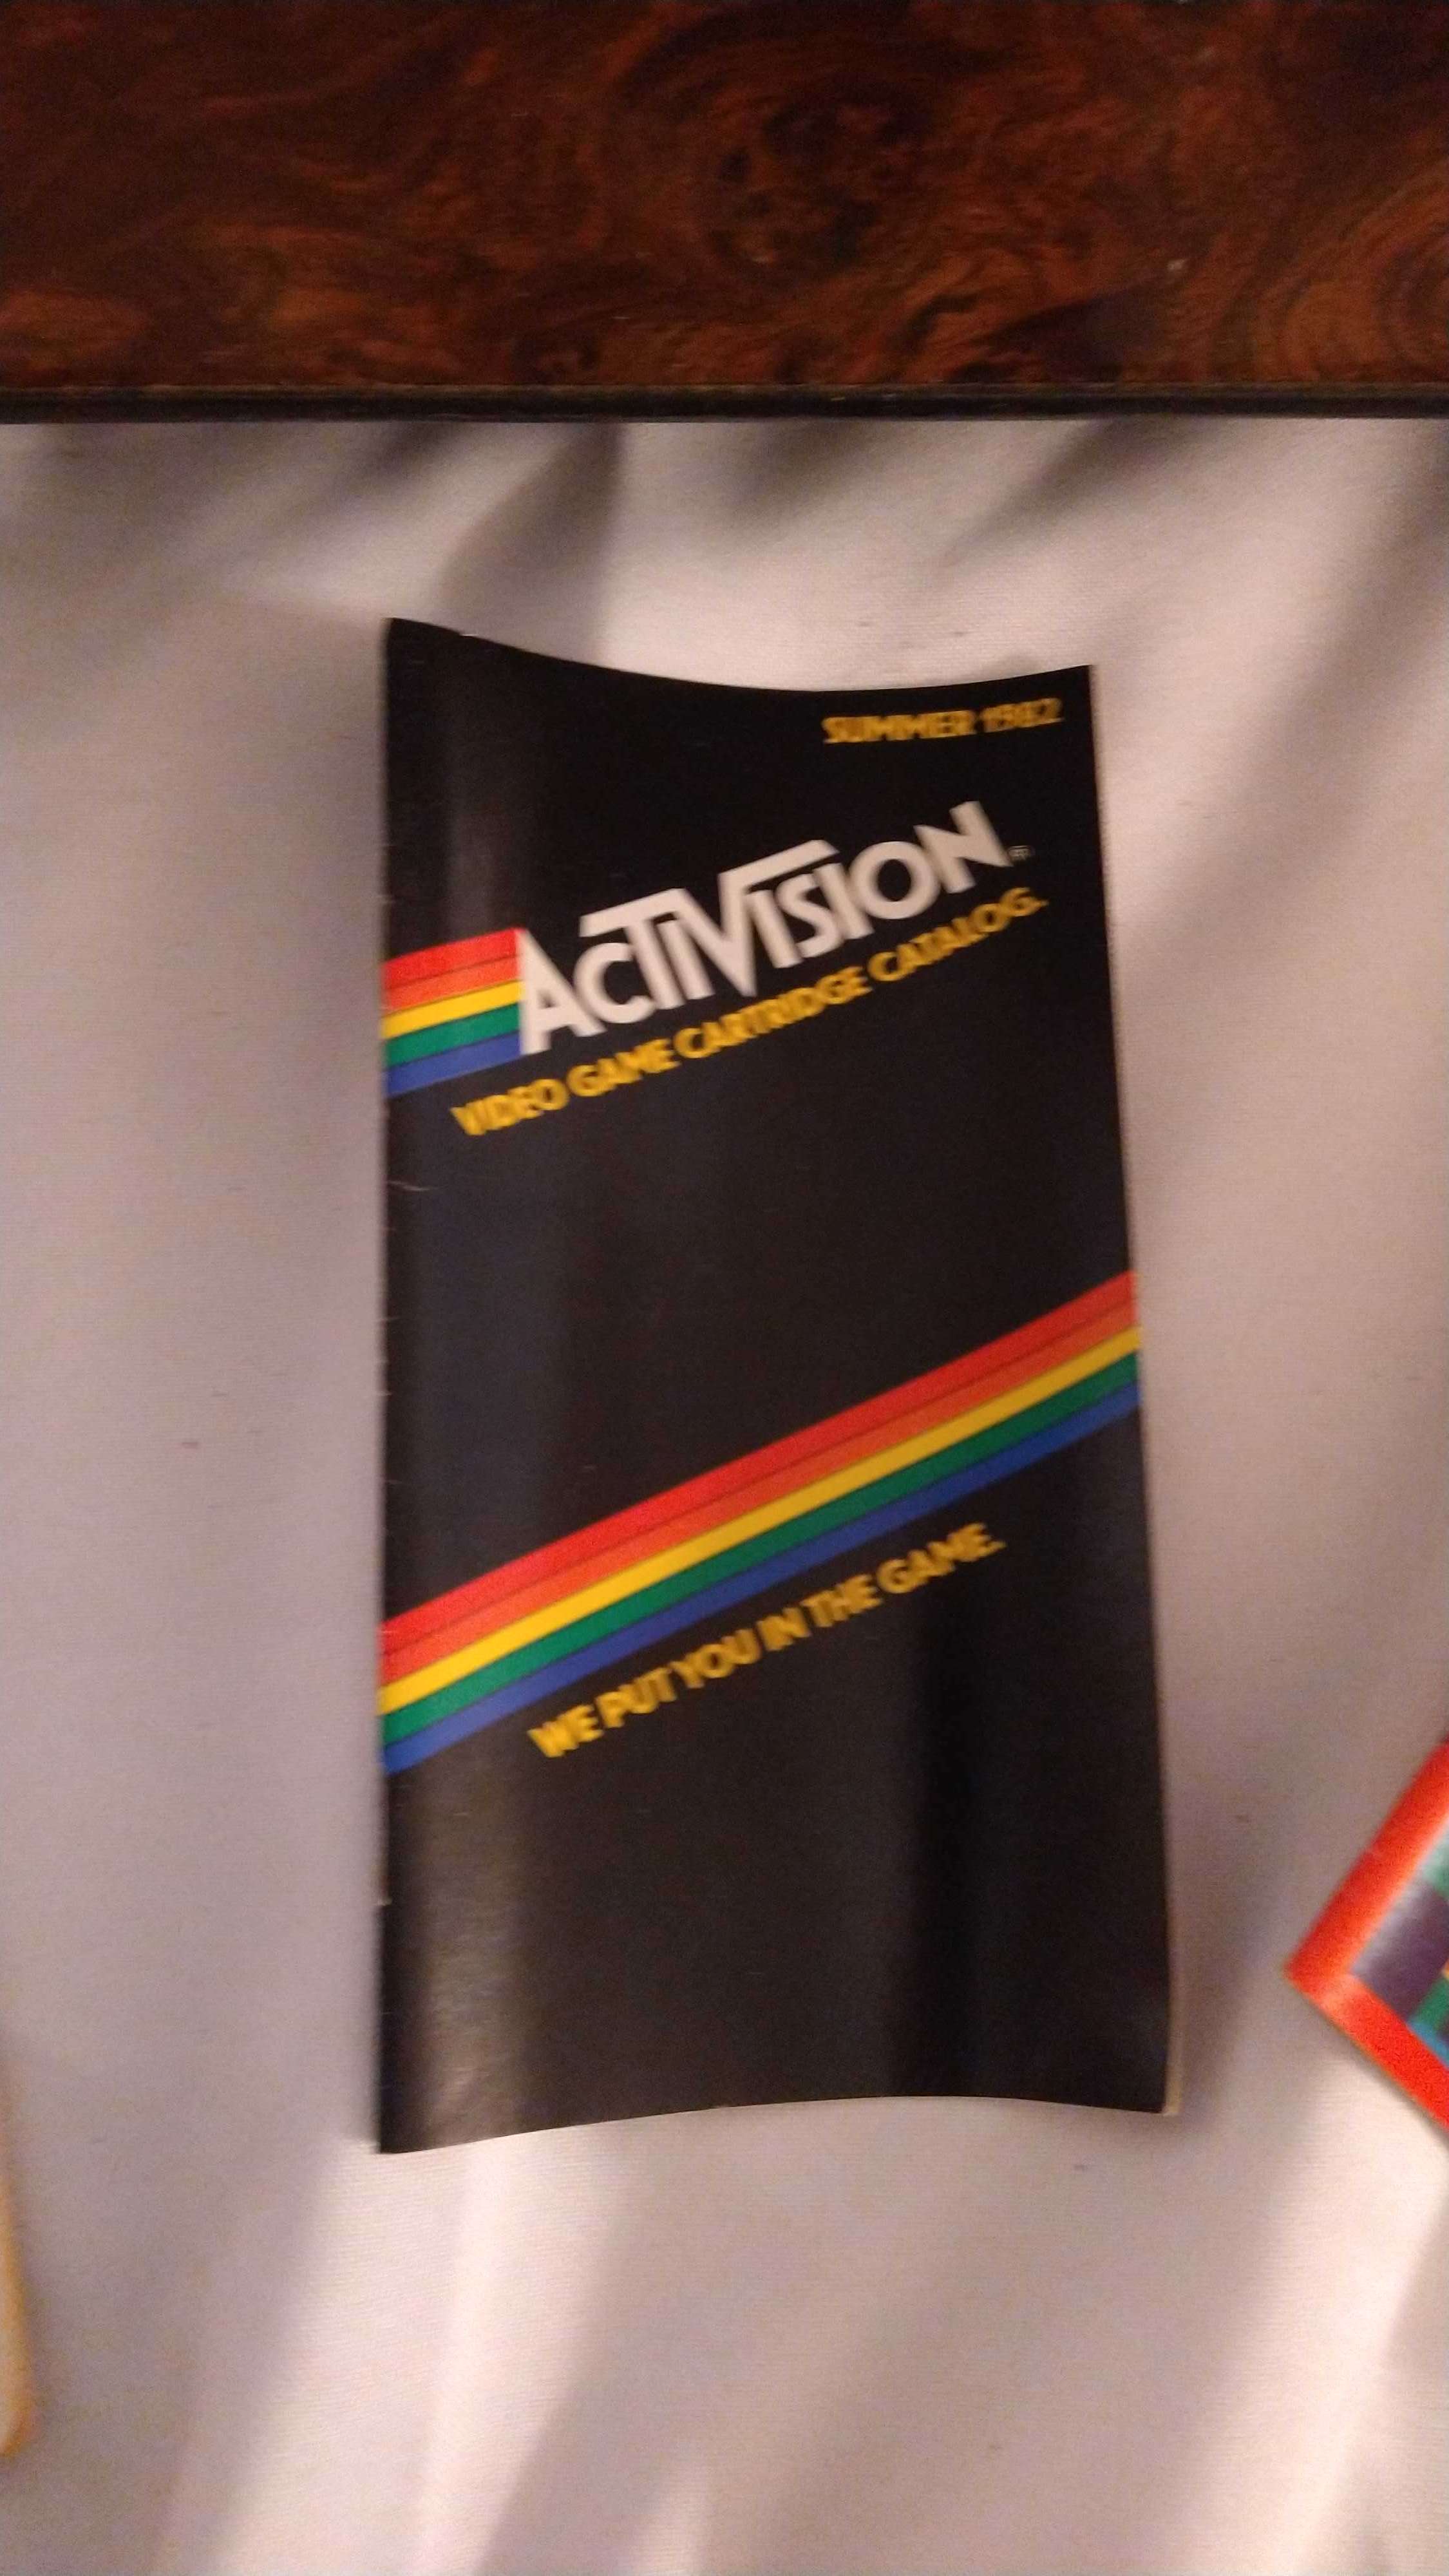 SUMMER 1982
ACTIVISION
VIDEO GAME CARTRIDGE CATALOG.
WE PUT YOU IN THE GAME.